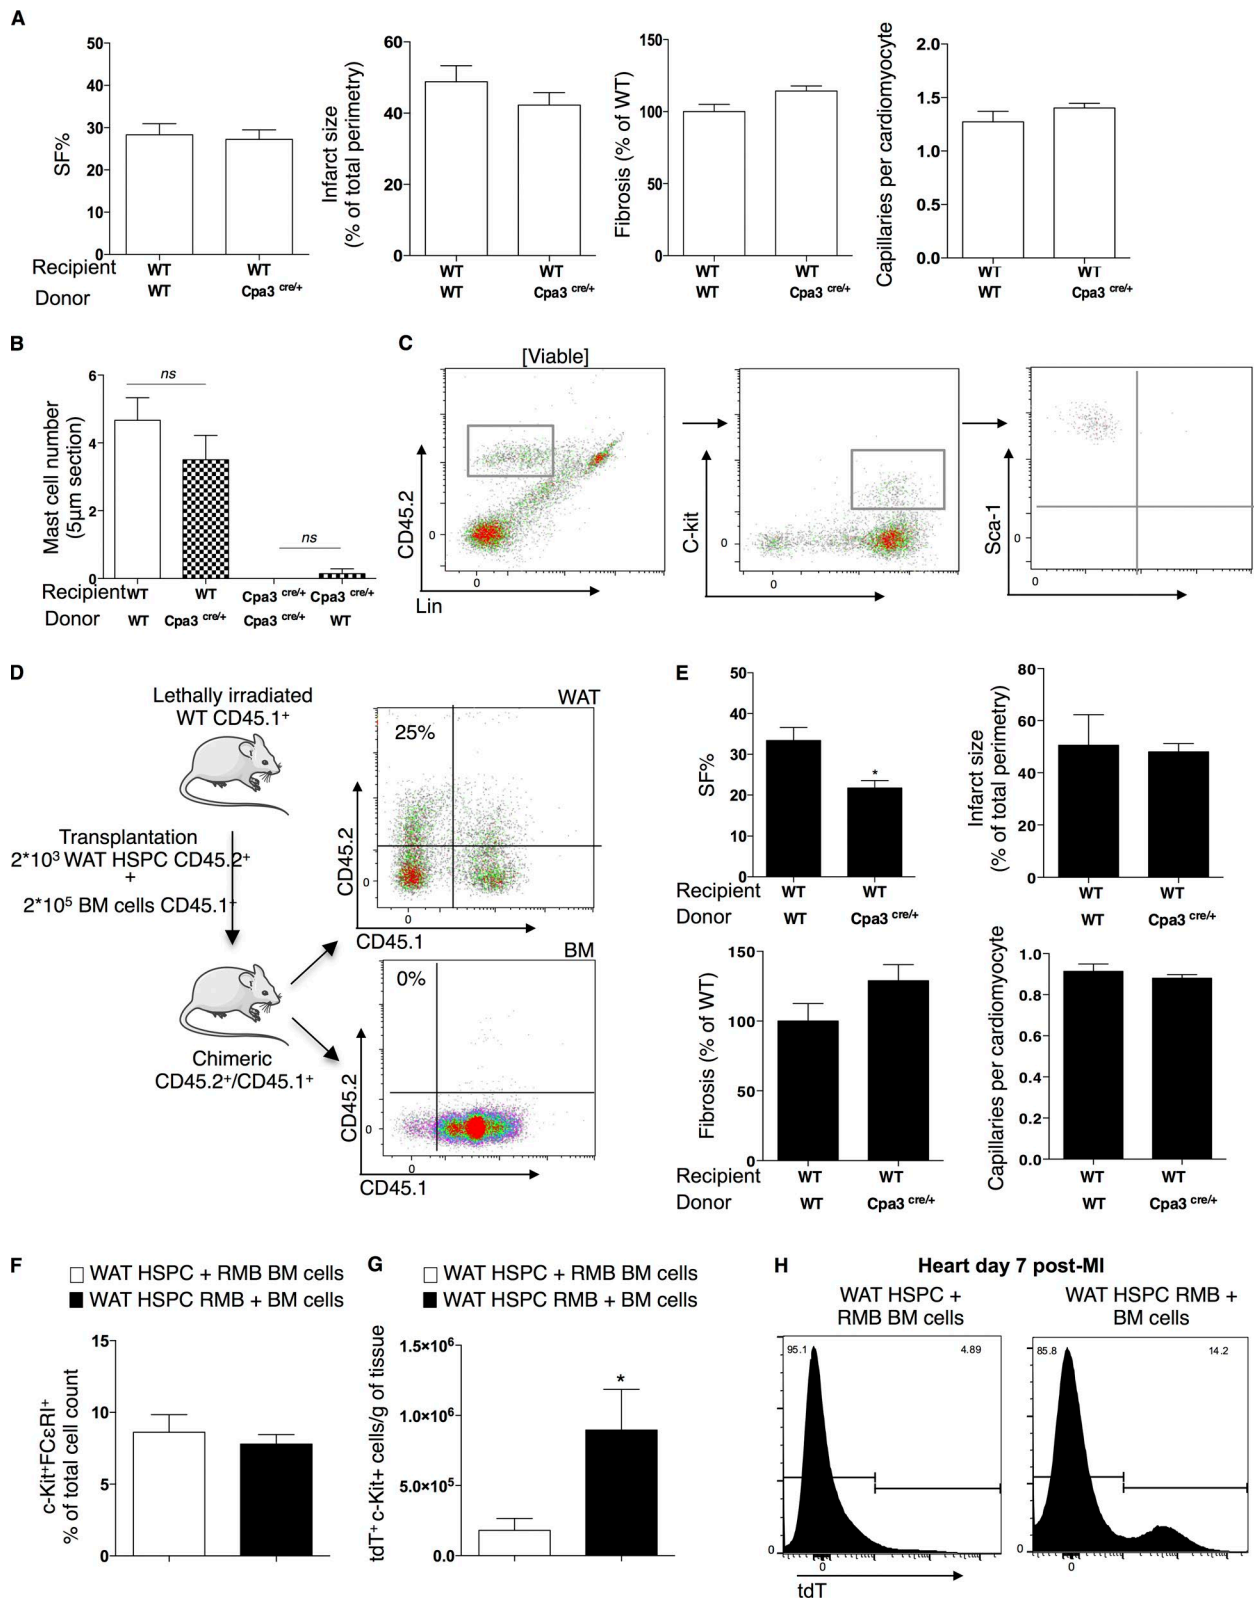 A
50
40
30
20
10
0
SF%
Recipient
Donor
WT
WT
WT
Cpa3 cre/+
60
40
20
0
Infarct size
(% of total perimetry)
WT
WT
WT
Cpa3 cre/+
150
100
50
0
Fibrosis (% of WT)
WT
WT
WT
Cpa3 cre/+
2.0
1.5
1.0
0.5
0.0
Capillaries per cardiomyocyte
WT
WT
WT
Cpa3 cre/+
B
6
4
2
0
Mast cell number
(5µm section)
ns
ns
Recipient WT WT Cpa3 cre/+ Cpa3 cre/+
Donor WT Cpa3 cre/+ Cpa3 cre/+ WT
C
[Viable]
CD45.2
0
0
Lin
C-kit
0
0
Sca-1
0
0
D
Lethally irradiated
WT CD45.1+
Transplantation
2*10³ WAT HSPC CD45.2+
+
2*10⁵ BM cells CD45.1+
Chimeric
CD45.2+/CD45.1+
WAT
25%
CD45.2
0
0
CD45.1
BM
0%
CD45.2
0
0
CD45.1
E
50
40
30
20
10
0
SF%
*
Recipient WT WT
Donor WT Cpa3 cre/+
80
60
40
20
0
Infarct size
(% of total perimetry)
WT WT
WT Cpa3 cre/+
150
100
50
0
Fibrosis (% of WT)
Recipient WT WT
Donor WT Cpa3 cre/+
1.0
0.8
0.6
0.4
0.2
0.0
Capillaries per cardiomyocyte
WT WT
WT Cpa3 cre/+
F
WAT HSPC + RMB BM cells
WAT HSPC RMB + BM cells
15
10
5
0
c-Kit+FCεRI+
% of total cell count
G
WAT HSPC + RMB BM cells
WAT HSPC RMB + BM cells
1.5×10⁶
1.0×10⁶
5.0×10⁵
0.0
tdT+ c-Kit+ cells/g of tissue
*
H
Heart day 7 post-MI
WAT HSPC +
RMB BM cells
95.1
4.89
0
0
tdT
WAT HSPC RMB +
BM cells
85.8
14.2
0
0